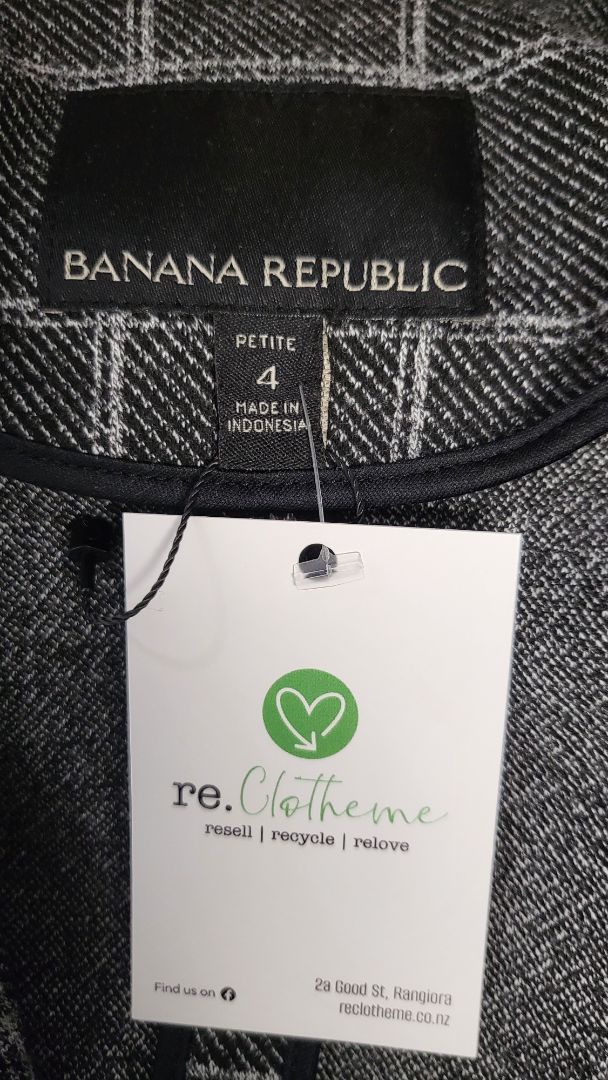 BANANA REPUBLIC
PETITE
4
MADE IN
INDONESIA
re.Clotheme
resell | recycle | relove
Find us on
2a Good St, Rangiora
reclotheme.co.nz